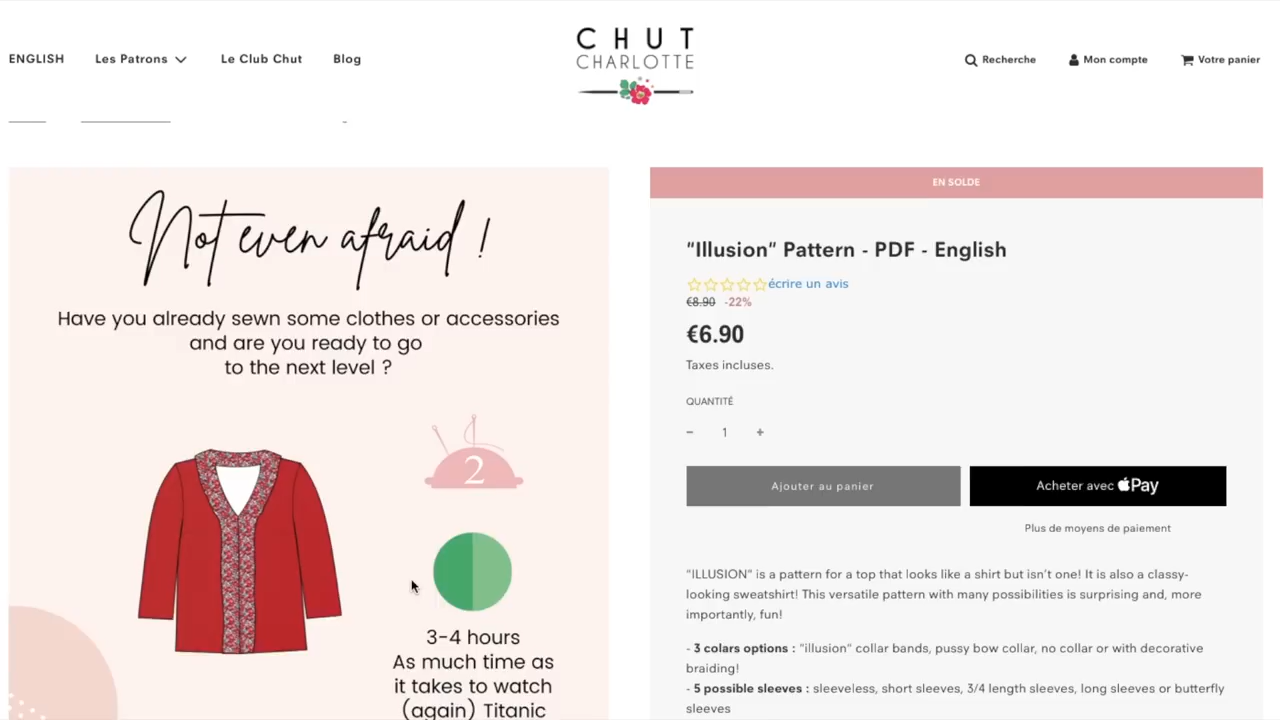 ENGLISH
Les Patrons
Le Club Chut
Blog
CHUT
CHARLOTTE
Recherche
Mon compte
Votre panier
Not even afraid !
Have you already sewn some clothes or accessories
and are you ready to go
to the next level ?
2
3-4 hours
As much time as
it takes to watch
(again) Titanic
EN SOLDE
"Illusion" Pattern - PDF - English
écrire un avis
€8.90 -22%
€6.90
Taxes incluses.
QUANTITÉ
− 1 +
Ajouter au panier
Acheter avec Pay
Plus de moyens de paiement
"ILLUSION" is a pattern for a top that looks like a shirt but isn't one! It is also a classy-
looking sweatshirt! This versatile pattern with many possibilities is surprising and, more
importantly, fun!
- 3 colars options : "illusion" collar bands, pussy bow collar, no collar or with decorative
braiding!
- 5 possible sleeves : sleeveless, short sleeves, 3/4 length sleeves, long sleeves or butterfly
sleeves